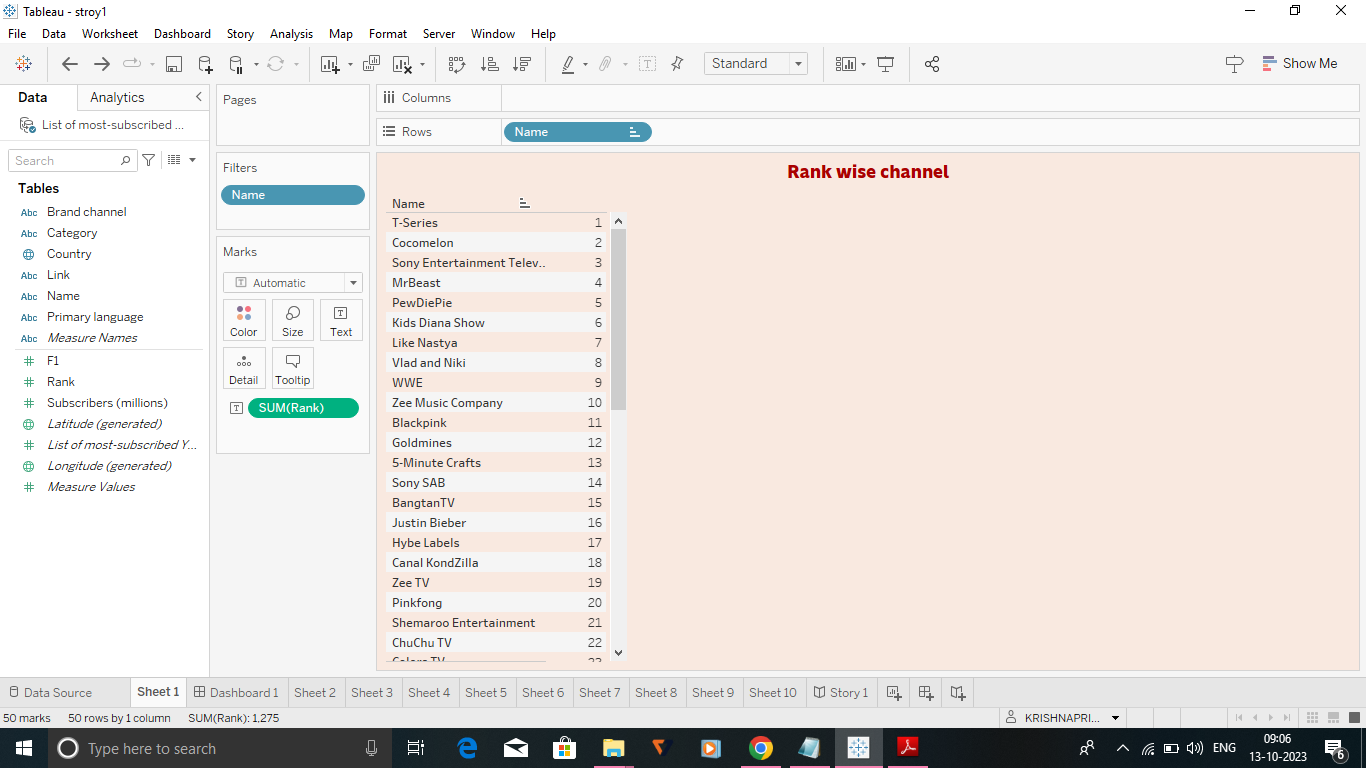 Tableau - stroy1
File Data Worksheet Dashboard Story Analysis Map Format Server Window Help
Standard
Show Me
Data Analytics
List of most-subscribed ...
Search
Tables
Abc Brand channel
Abc Category
Country
Abc Link
Abc Name
Abc Primary language
Abc Measure Names
F1
Rank
Subscribers (millions)
Latitude (generated)
List of most-subscribed Y...
Longitude (generated)
Measure Values
Pages
Filters
Name
Marks
Automatic
Color Size Text
Detail Tooltip
SUM(Rank)
Columns
Rows Name
Rank wise channel
Name
T-Series 1
Cocomelon 2
Sony Entertainment Telev.. 3
MrBeast 4
PewDiePie 5
Kids Diana Show 6
Like Nastya 7
Vlad and Niki 8
WWE 9
Zee Music Company 10
Blackpink 11
Goldmines 12
5-Minute Crafts 13
Sony SAB 14
BangtanTV 15
Justin Bieber 16
Hybe Labels 17
Canal KondZilla 18
Zee TV 19
Pinkfong 20
Shemaroo Entertainment 21
ChuChu TV 22
Colors TV 23
Data Source Sheet 1 Dashboard 1 Sheet 2 Sheet 3 Sheet 4 Sheet 5 Sheet 6 Sheet 7 Sheet 8 Sheet 9 Sheet 10 Story 1
50 marks 50 rows by 1 column SUM(Rank): 1,275
KRISHNAPRI...
Type here to search
ENG
09:06
13-10-2023
6